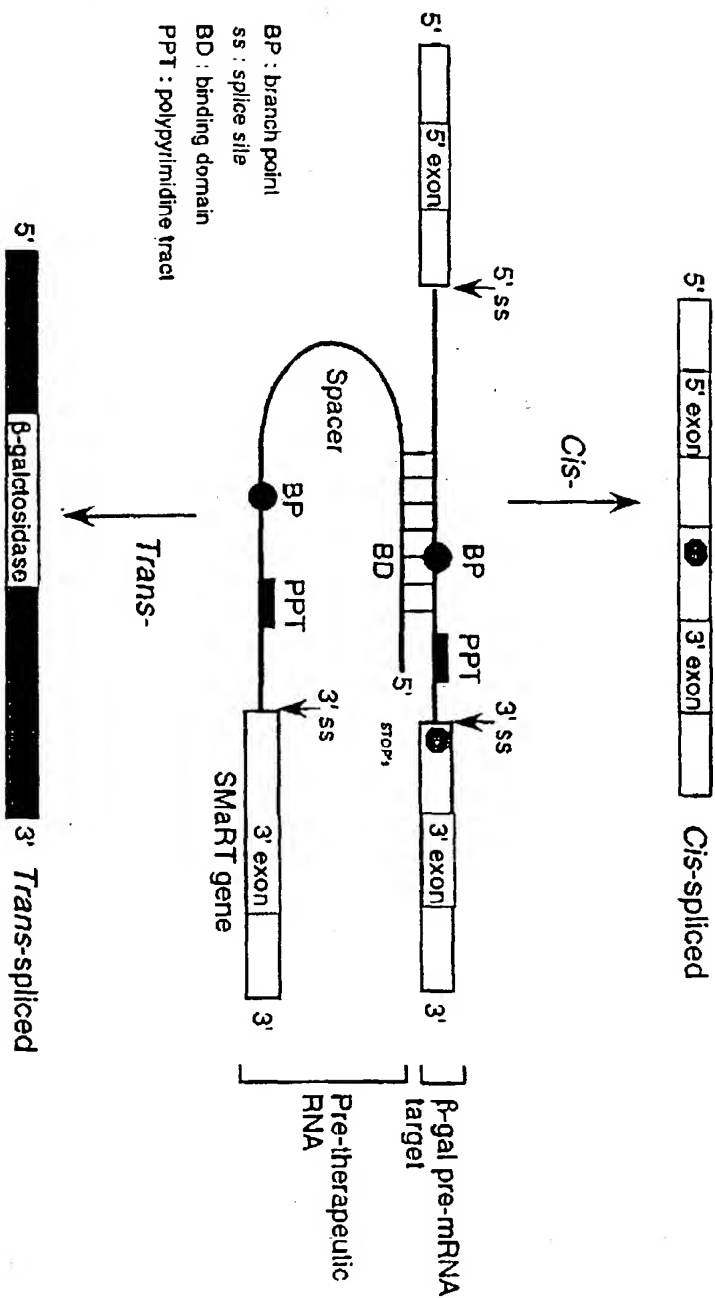 5' 5' exon 3' exon 3' Cis-spliced
Cis-
5' 5' exon 5' ss BP PPT 3' ss 3' exon 3'
β-gal pre-mRNA
target
STOP's
BD 5'
Spacer
BP PPT 3' ss 3' exon 3'
SMaRT gene
Pre-therapeutic
RNA
BP : branch point
ss : splice site
BD : binding domain
PPT : polypyrimidine tract
Trans-
5' β-galctosidase 3' Trans-spliced